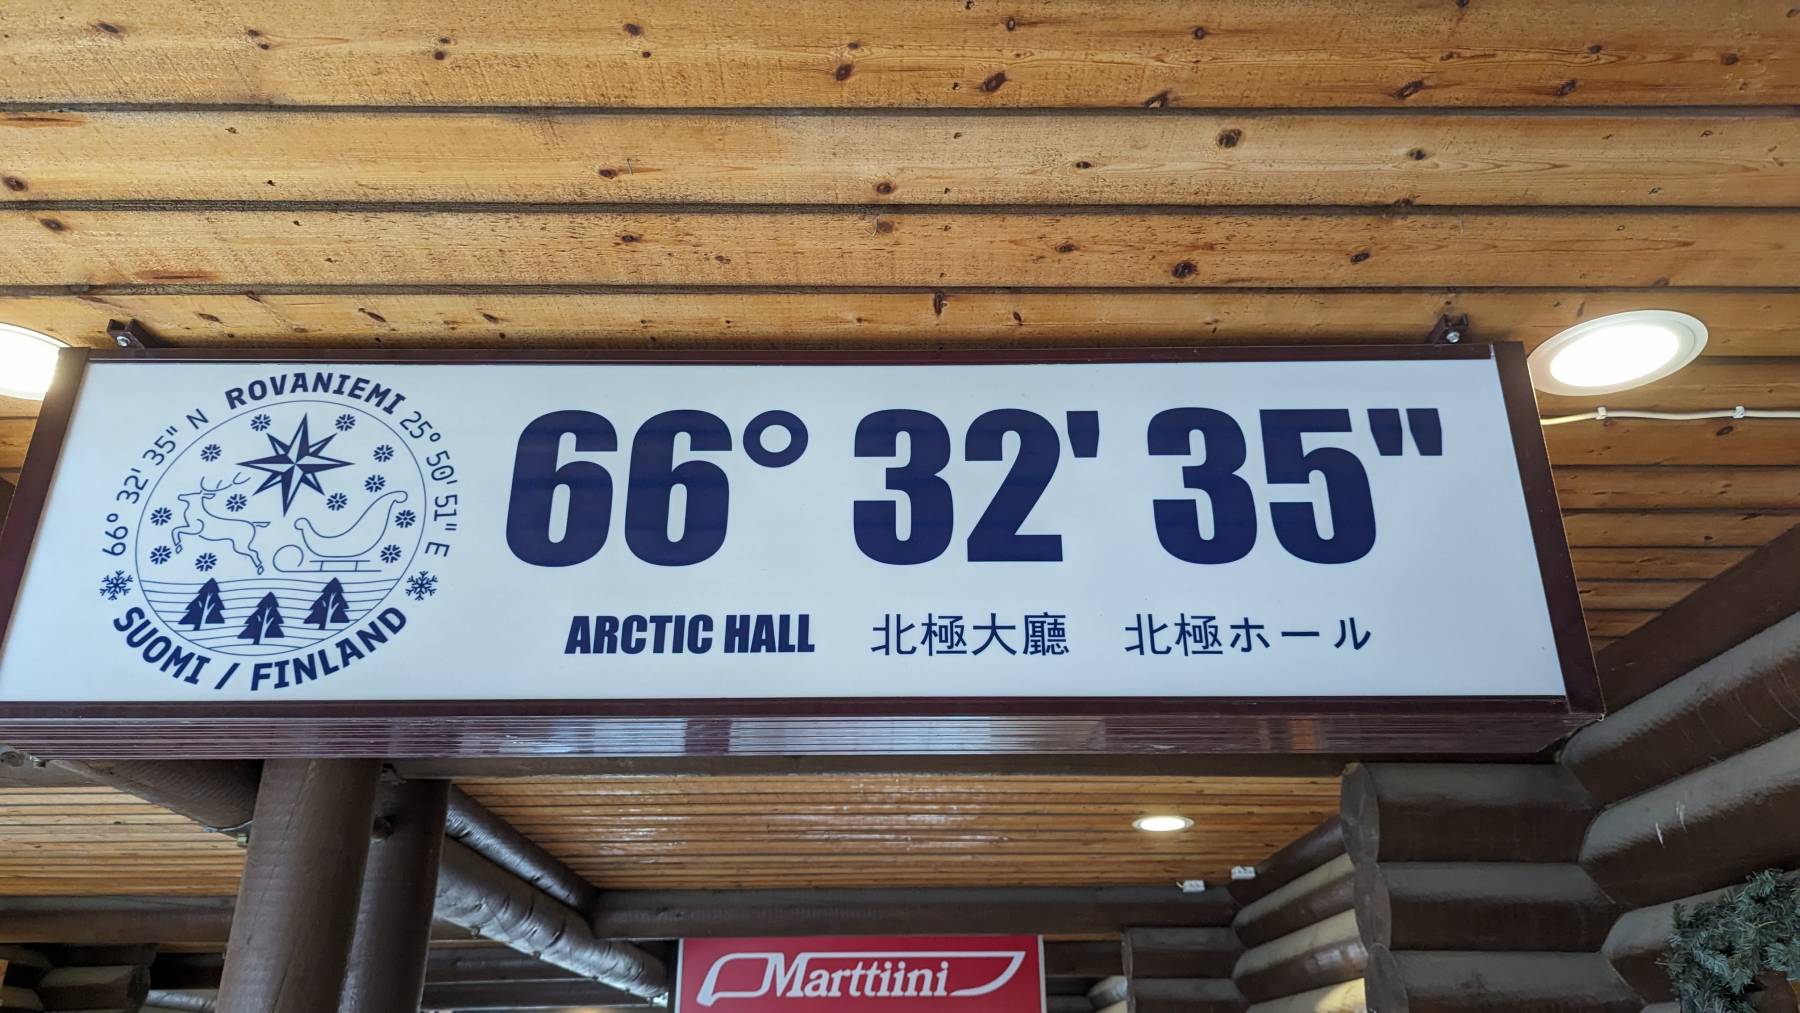 ROVANIEMI
66° 32' 35" N
25° 50' 51" E
SUOMI / FINLAND
66° 32' 35"
ARCTIC HALL 北極大廳 北極ホール
Marttiini